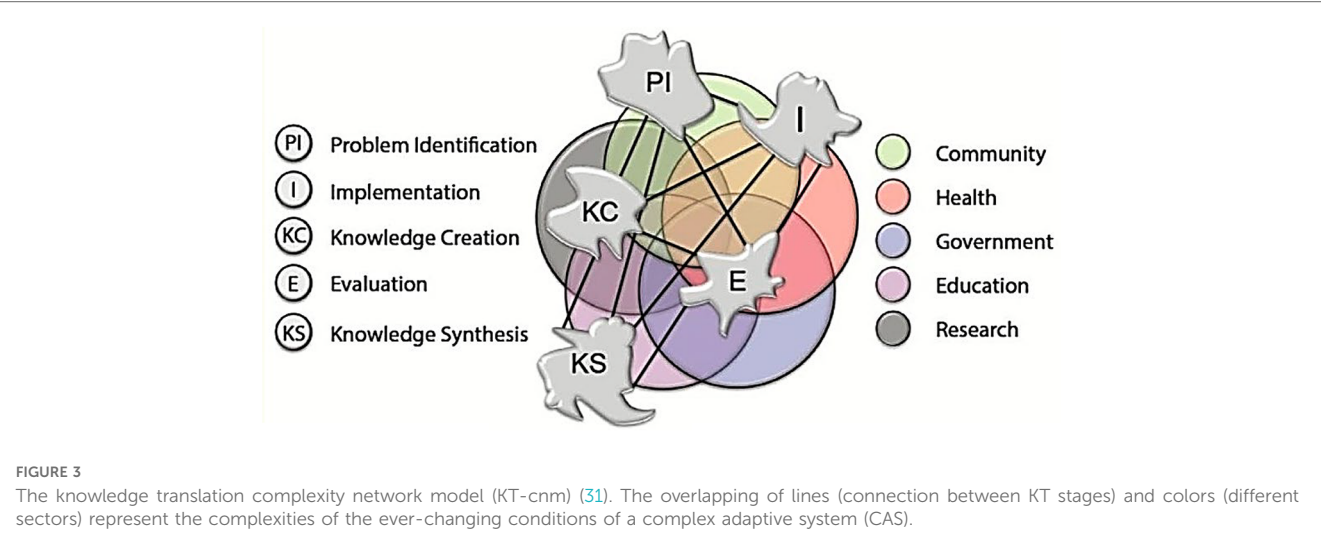 PI Problem Identification
I Implementation
KC Knowledge Creation
E Evaluation
KS Knowledge Synthesis
PI
I
KC
E
KS
Community
Health
Government
Education
Research
FIGURE 3
The knowledge translation complexity network model (KT-cnm) (31). The overlapping of lines (connection between KT stages) and colors (different
sectors) represent the complexities of the ever-changing conditions of a complex adaptive system (CAS).